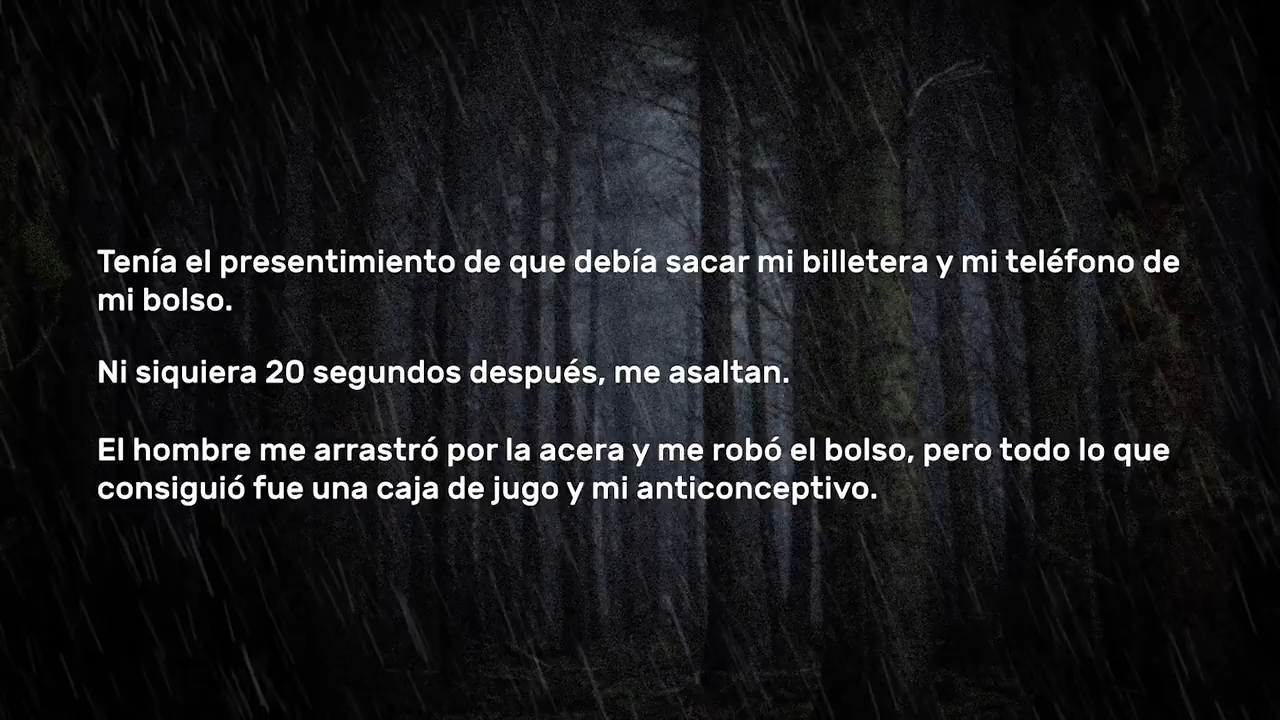 Tenía el presentimiento de que debía sacar mi billetera y mi teléfono de
mi bolso.
Ni siquiera 20 segundos después, me asaltan.
El hombre me arrastró por la acera y me robó el bolso, pero todo lo que
consiguió fue una caja de jugo y mi anticonceptivo.